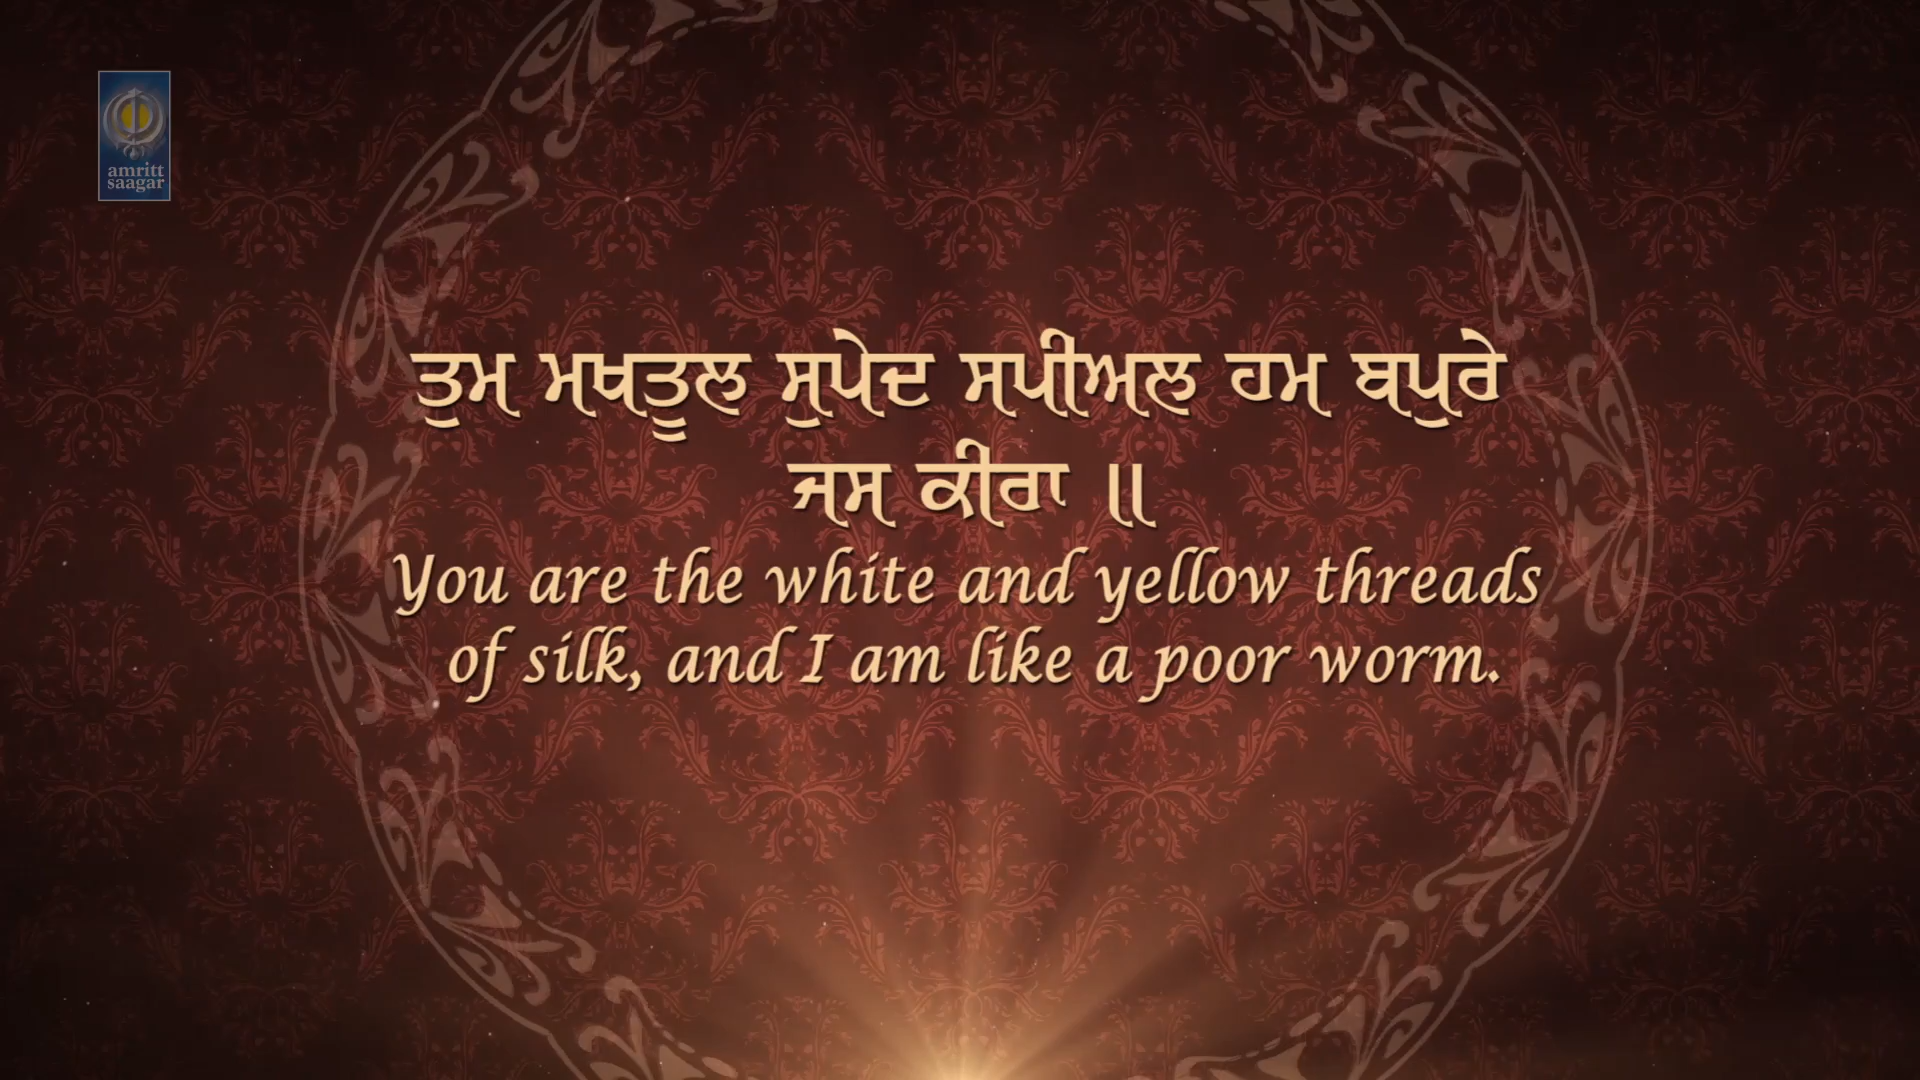 amritt
saagar
ਤੁਮ ਮਖਤੂਲ ਸੁਪੇਦ ਸਪੀਅਲ ਹਮ ਬਪੁਰੇ
ਜਸ ਕੀਰਾ ॥
You are the white and yellow threads
of silk, and I am like a poor worm.